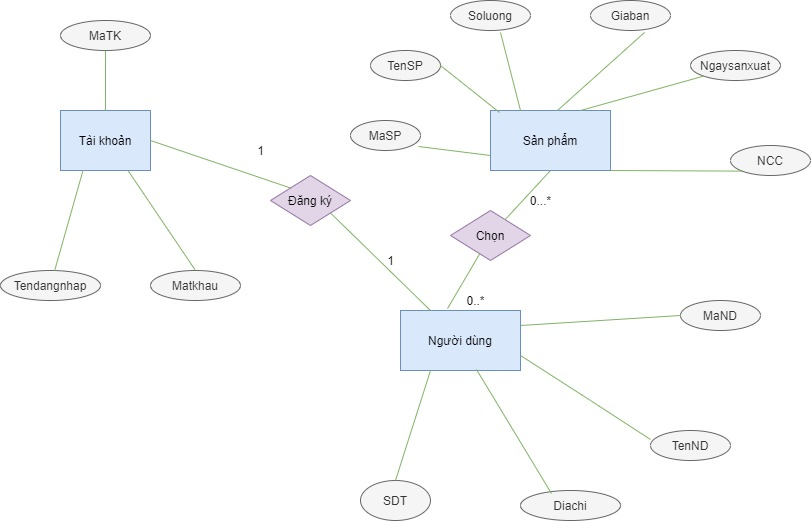 Soluong
Giaban
MaTK
TenSP
Ngaysanxuat
Tài khoản
MaSP
Sản phẩm
1
NCC
Đăng ký
0...*
Chọn
1
Tendangnhap
Matkhau
0..*
MaND
Người dùng
TenND
SDT
Diachi